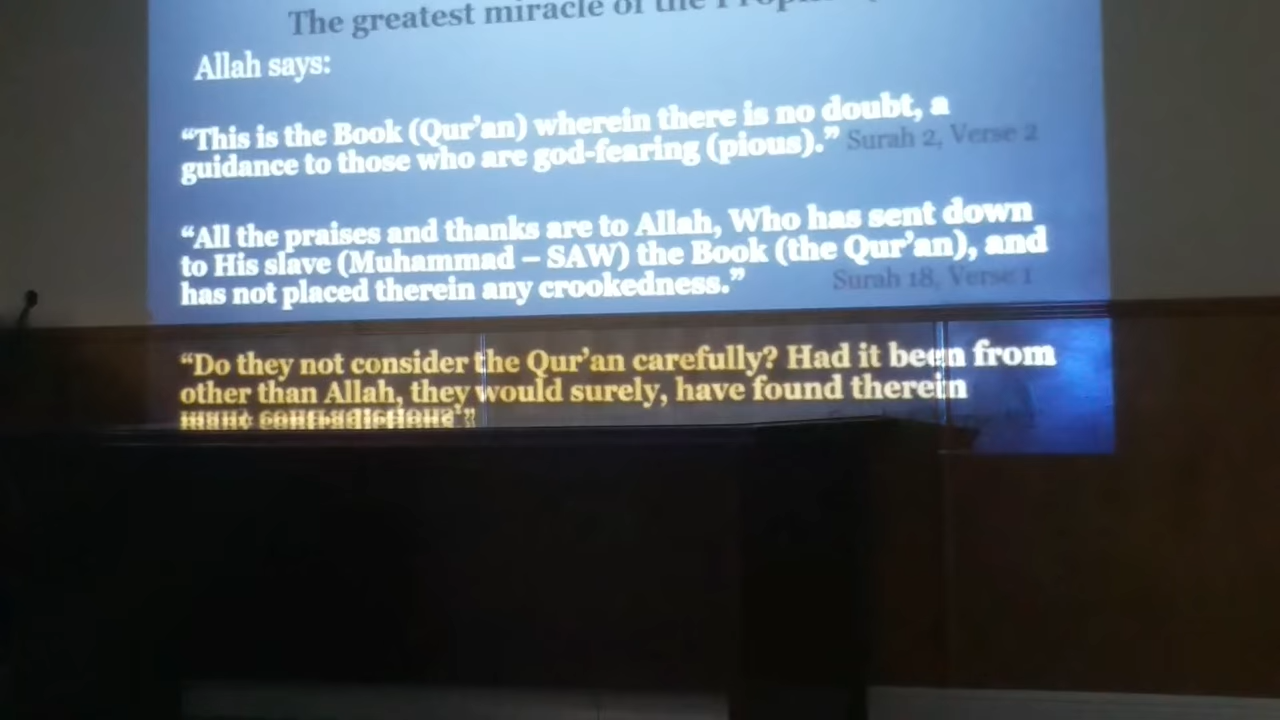 The greatest miracle of the
Allah says:
“This is the Book (Qur’an) wherein there is no doubt, a
guidance to those who are god-fearing (pious).” Surah 2, Verse 2
“All the praises and thanks are to Allah, Who has sent down
to His slave (Muhammad – SAW) the Book (the Qur’an), and
has not placed therein any crookedness.” Surah 18, Verse 1
“Do they not consider the Qur’an carefully? Had it been from
other than Allah, they would surely, have found therein